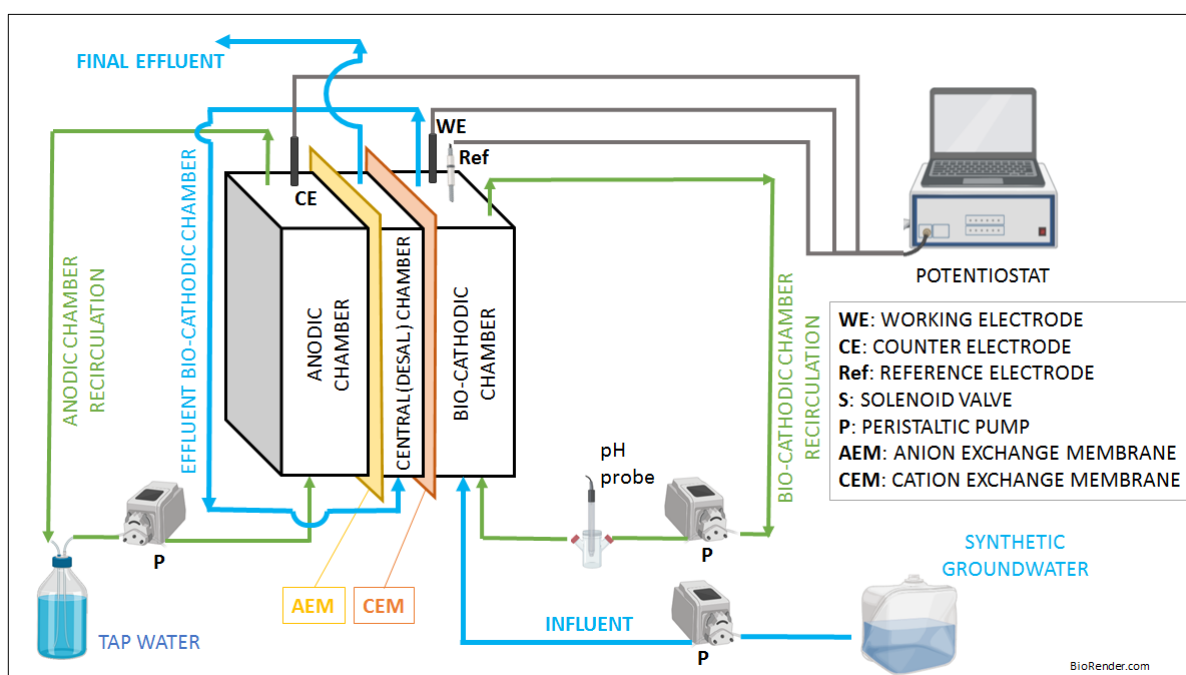 FINAL EFFLUENT
WE
Ref
CE
ANODIC CHAMBER
RECIRCULATION
EFFLUENT BIO-CATHODIC CHAMBER
ANODIC
CHAMBER
CENTRAL(DESAL) CHAMBER
BIO-CATHODIC
CHAMBER
BIO-CATHODIC CHAMBER
RECIRCULATION
POTENTIOSTAT
WE: WORKING ELECTRODE
CE: COUNTER ELECTRODE
Ref: REFERENCE ELECTRODE
S: SOLENOID VALVE
P: PERISTALTIC PUMP
AEM: ANION EXCHANGE MEMBRANE
CEM: CATION EXCHANGE MEMBRANE
pH
probe
P
P
SYNTHETIC
GROUNDWATER
AEM
CEM
INFLUENT
TAP WATER
P
BioRender.com